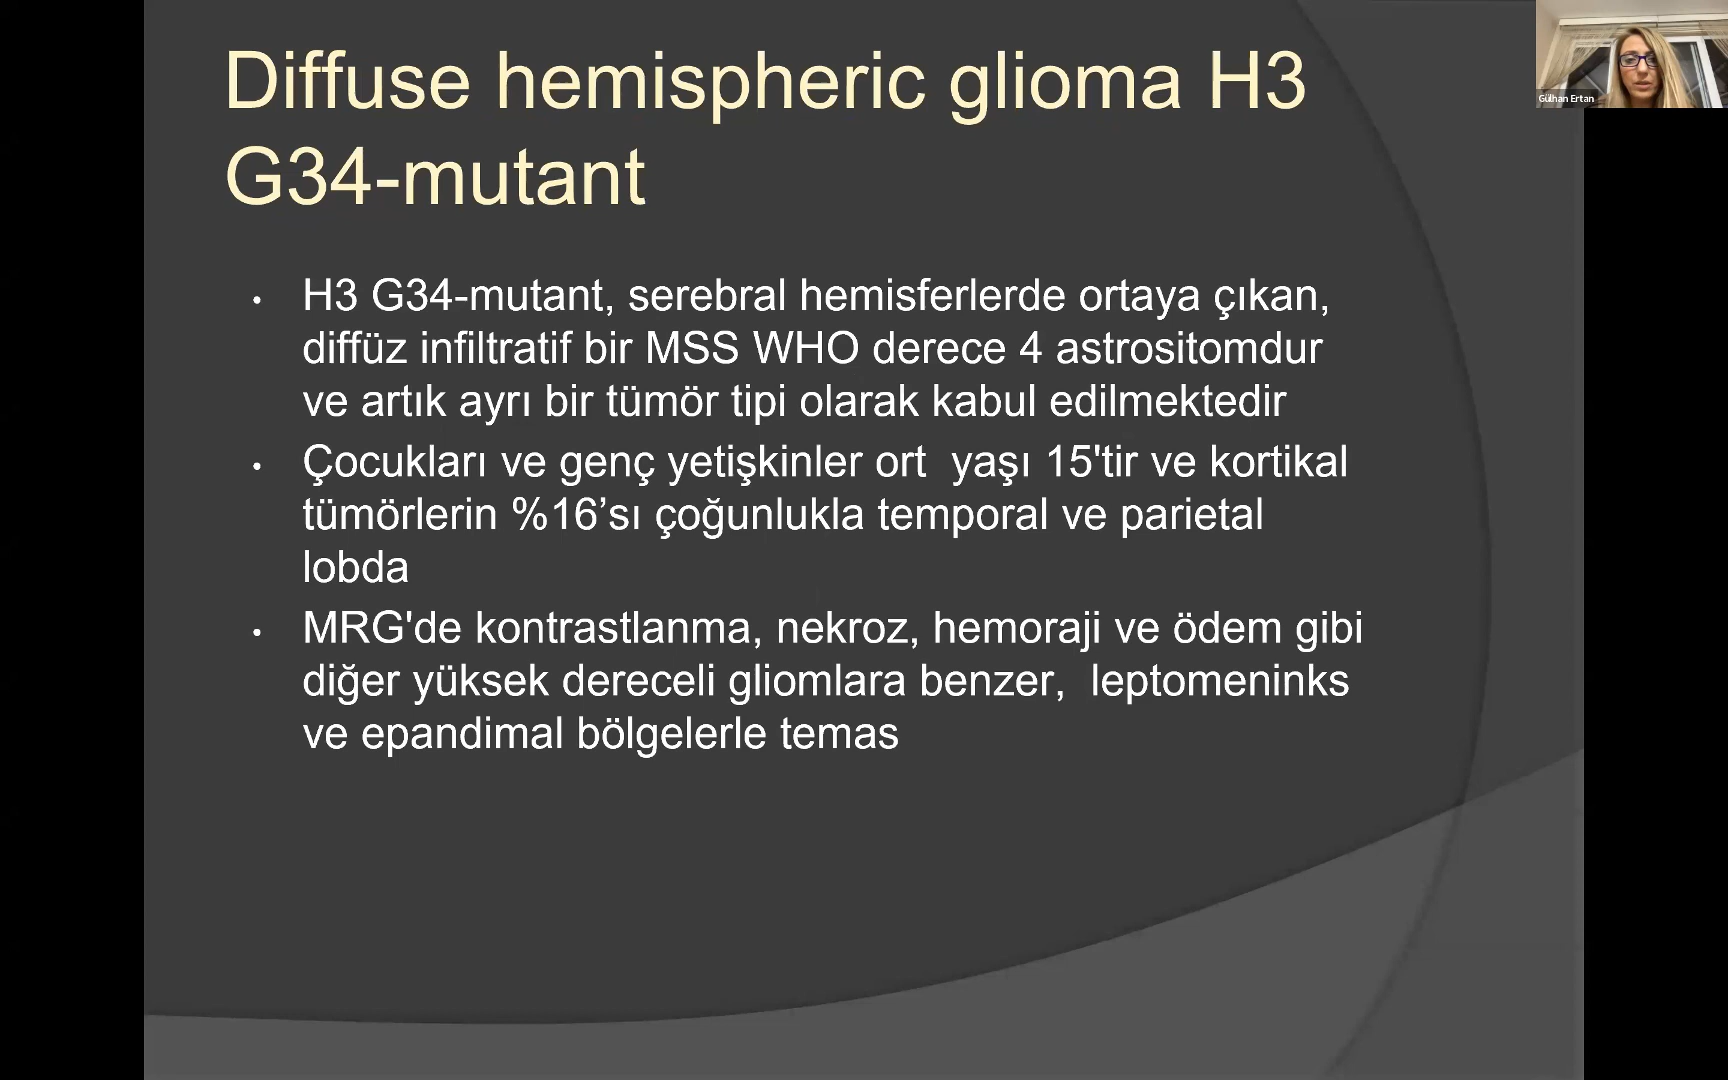 Diffuse hemispheric glioma H3
G34-mutant
• H3 G34-mutant, serebral hemisferlerde ortaya çıkan,
diffüz infiltratif bir MSS WHO derece 4 astrositomdur
ve artık ayrı bir tümör tipi olarak kabul edilmektedir
• Çocukları ve genç yetişkinler ort  yaşı 15'tir ve kortikal
tümörlerin %16’sı çoğunlukla temporal ve parietal
lobda
• MRG'de kontrastlanma, nekroz, hemoraji ve ödem gibi
diğer yüksek dereceli gliomlara benzer,  leptomeninks
ve epandimal bölgelerle temas
Gülhan Ertan